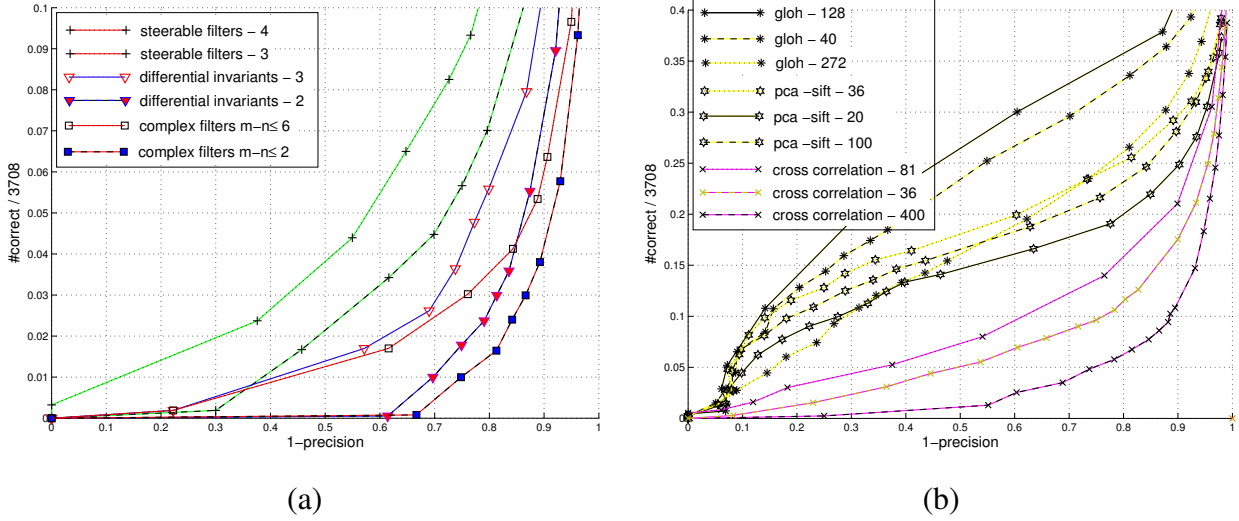 0.1
0.09
0.08
0.07
0.06
0.05
0.04
0.03
0.02
0.01
0
#correct / 3708
steerable filters − 4
steerable filters − 3
differential invariants − 3
differential invariants − 2
complex filters m−n≤ 6
complex filters m−n≤ 2
0 0.1 0.2 0.3 0.4 0.5 0.6 0.7 0.8 0.9 1
1−precision
(a)
0.4
0.35
0.3
0.25
0.2
0.15
0.1
0.05
0
#correct / 3708
gloh − 128
gloh − 40
gloh − 272
pca −sift − 36
pca −sift − 20
pca −sift − 100
cross correlation − 81
cross correlation − 36
cross correlation − 400
0 0.1 0.2 0.3 0.4 0.5 0.6 0.7 0.8 0.9 1
1−precision
(b)